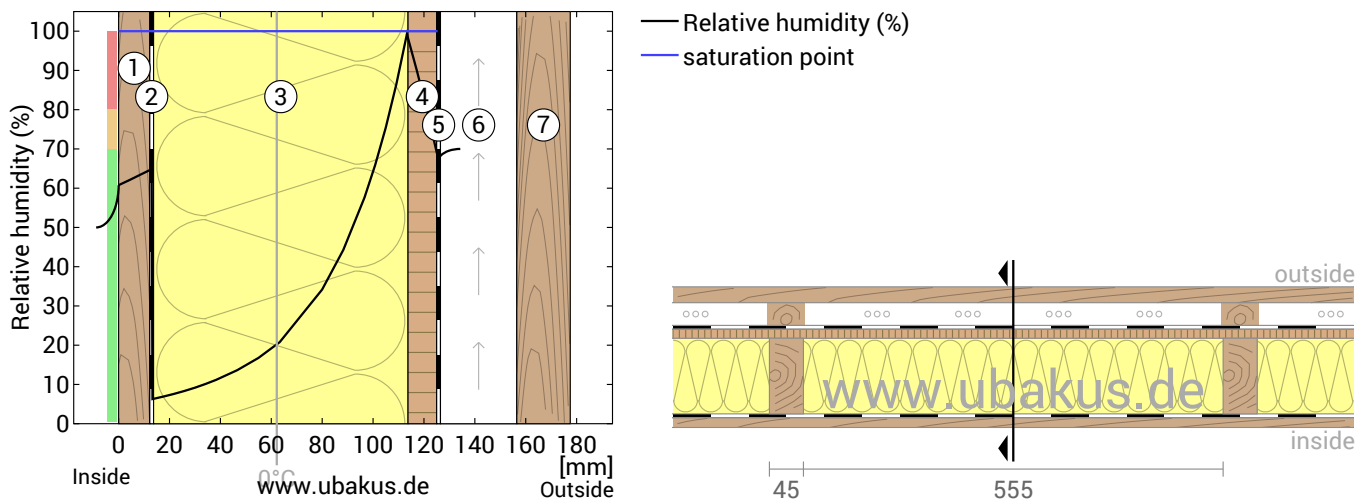 Relative humidity (%)
saturation point
Relative humidity (%)
100
90
80
70
60
50
40
30
20
10
0
1
2
3
4
5
6
7
0 20 40 60 80 100 120 140 160 180
[mm]
Inside
0°C
www.ubakus.de
Outside
outside
www.ubakus.de
inside
45
555